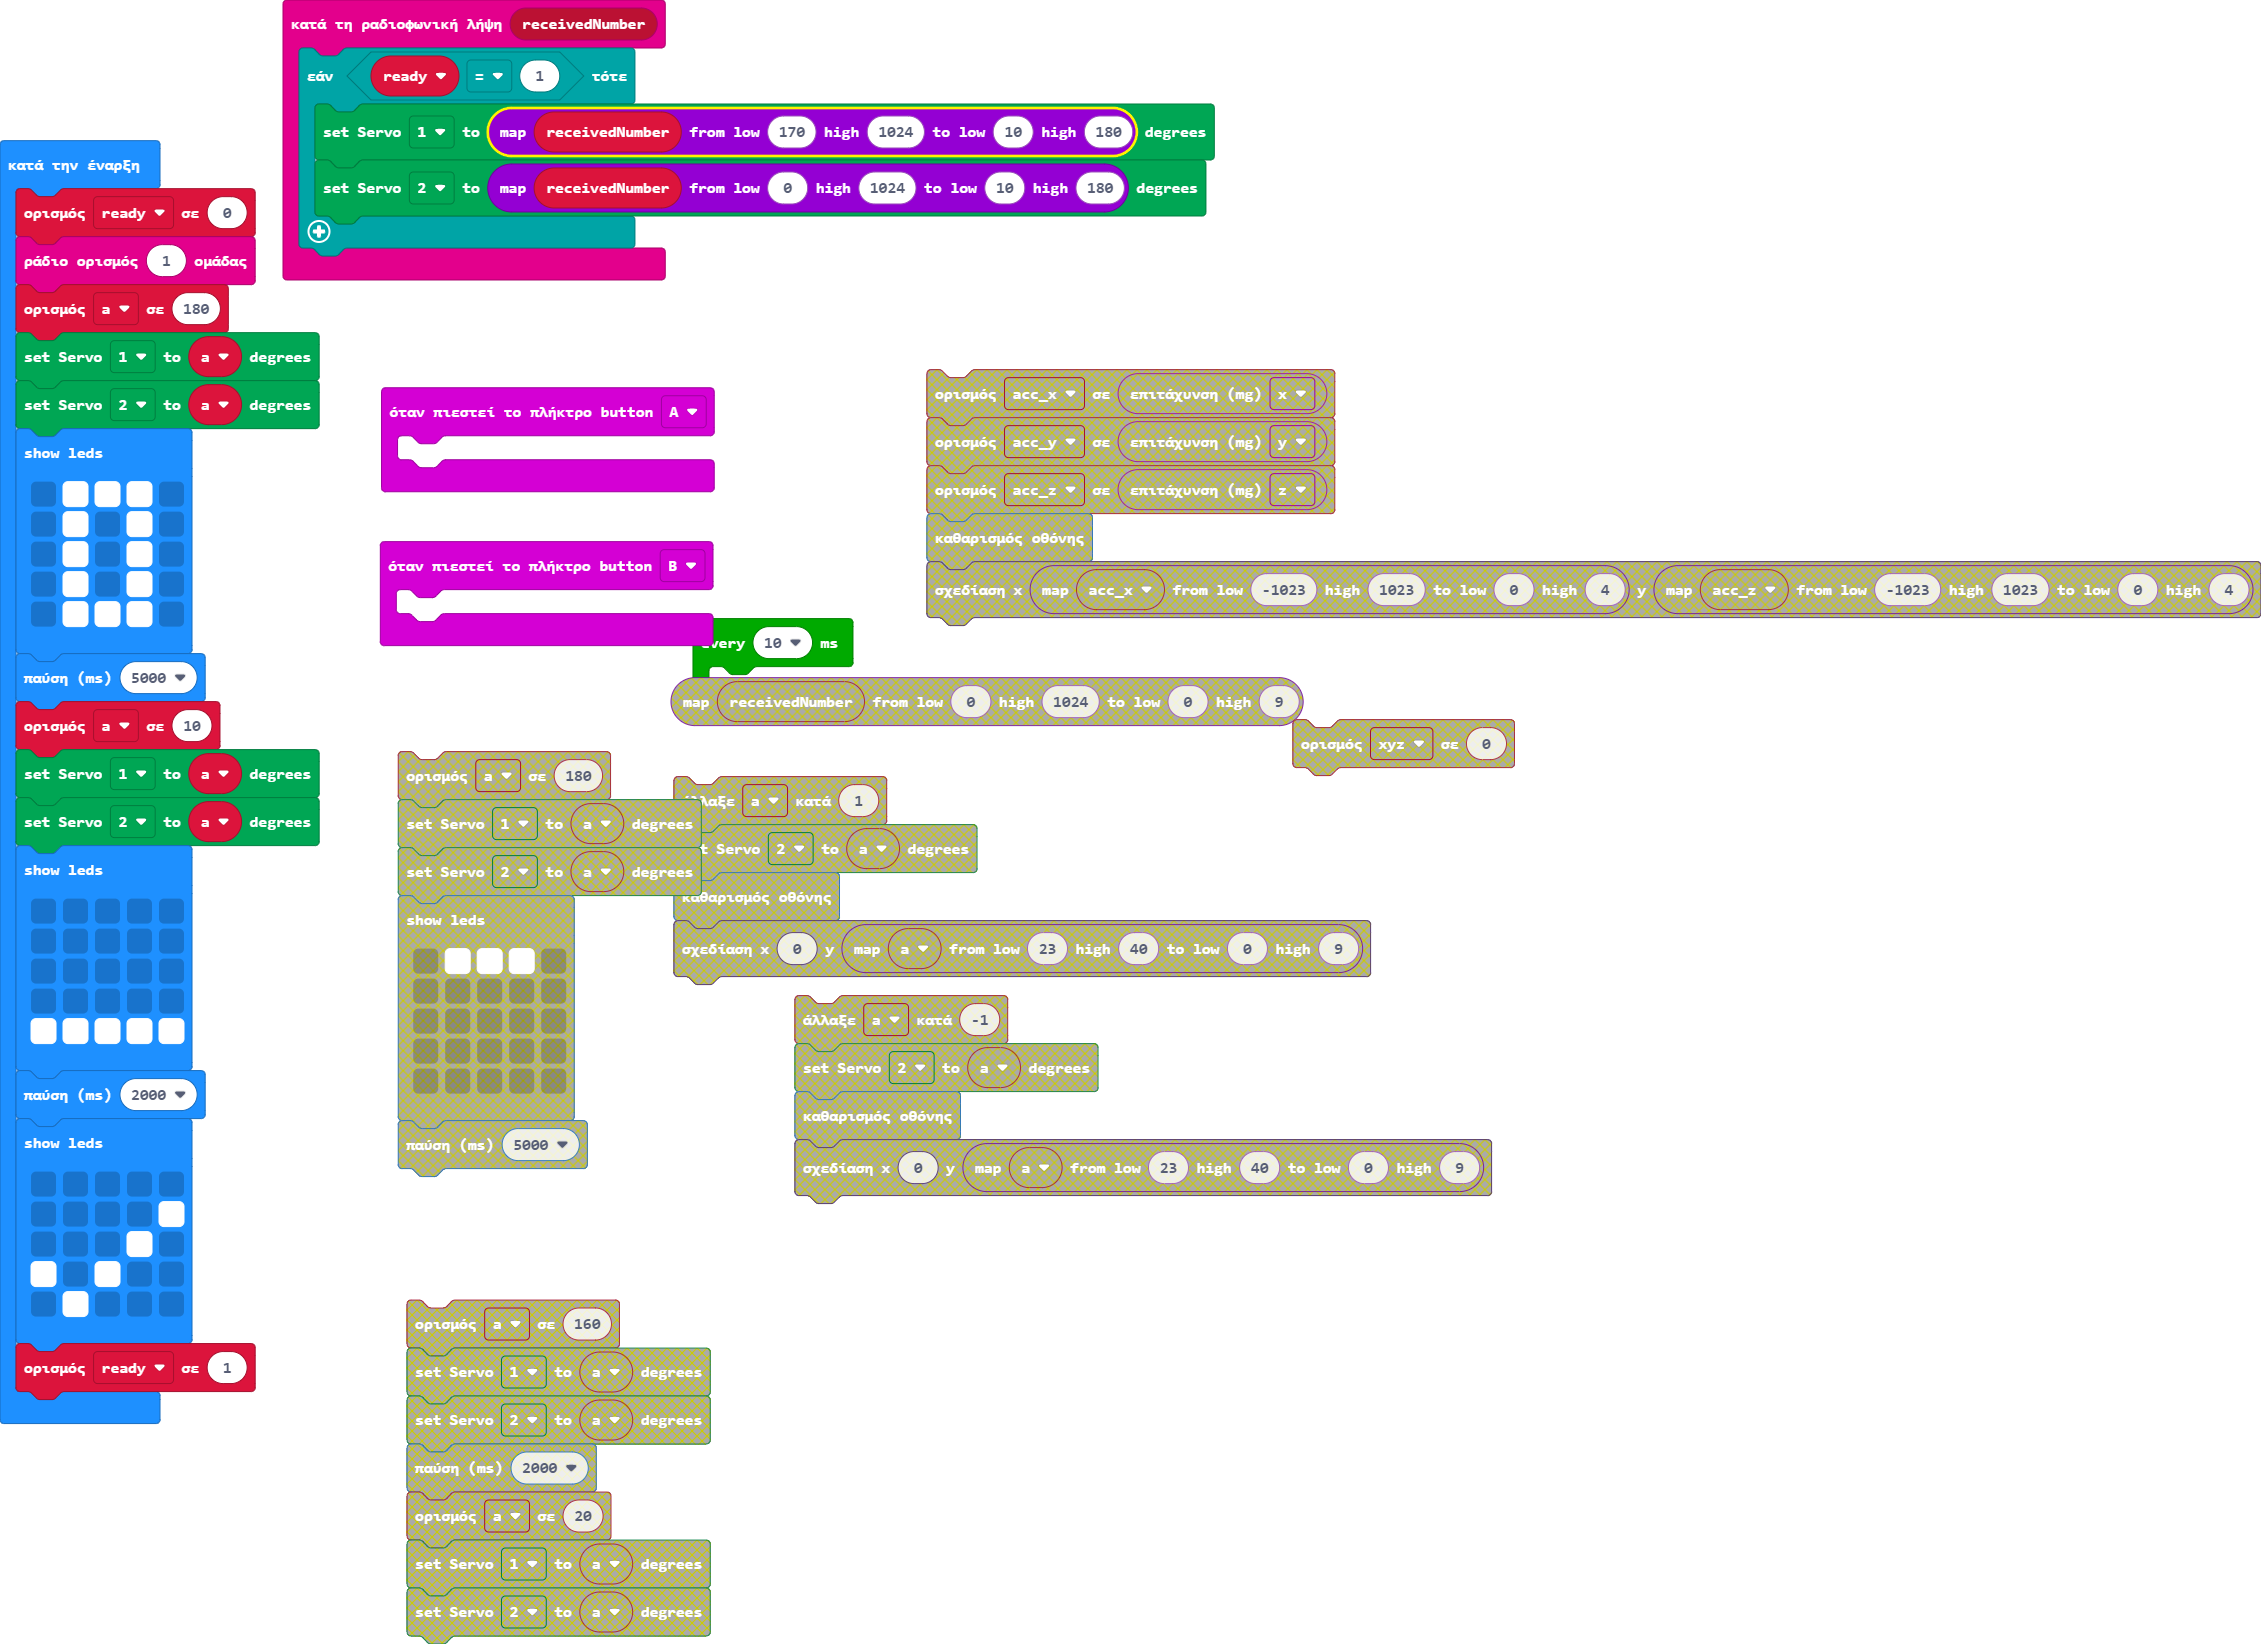 κατά τη ραδιοφωνική λήψη receivedNumber
εάν ready = 1 τότε
set Servo 1 to map receivedNumber from low 170 high 1024 to low 10 high 180 degrees
set Servo 2 to map receivedNumber from low 0 high 1024 to low 10 high 180 degrees
κατά την έναρξη
ορισμός ready σε 0
ράδιο ορισμός 1 ομάδας
ορισμός a σε 180
set Servo 1 to a degrees
set Servo 2 to a degrees
show leds
παύση (ms) 5000
ορισμός a σε 10
set Servo 1 to a degrees
set Servo 2 to a degrees
show leds
παύση (ms) 2000
show leds
ορισμός ready σε 1
όταν πιεστεί το πλήκτρο button A
όταν πιεστεί το πλήκτρο button B
10 ms
ορισμός acc_x σε επιτάχυνση (mg) x
ορισμός acc_y σε επιτάχυνση (mg) y
ορισμός acc_z σε επιτάχυνση (mg) z
καθαρισμός οθόνης
σχεδίαση x map acc_x from low -1023 high 1023 to low 0 high 4 y map acc_z from low -1023 high 1023 to low 0 high 4
map receivedNumber from low 0 high 1024 to low 0 high 9
ορισμός xyz σε 0
ορισμός a σε 180
set Servo 1 to a degrees
set Servo 2 to a degrees
show leds
παύση (ms) 5000
a κατά 1
Servo 2 to a degrees
καθαρισμός οθόνης
σχεδίαση x 0 y map a from low 23 high 40 to low 0 high 9
άλλαξε a κατά -1
set Servo 2 to a degrees
καθαρισμός οθόνης
σχεδίαση x 0 y map a from low 23 high 40 to low 0 high 9
ορισμός a σε 160
set Servo 1 to a degrees
set Servo 2 to a degrees
παύση (ms) 2000
ορισμός a σε 20
set Servo 1 to a degrees
set Servo 2 to a degrees